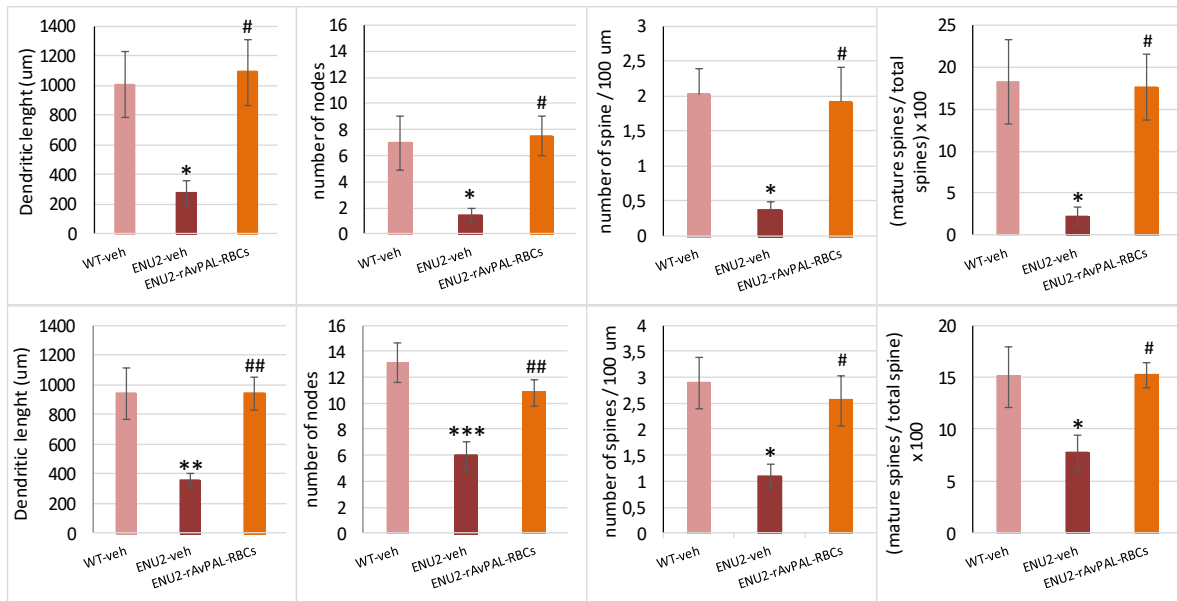 Dendritic lenght (um)
1400
1200
1000
800
600
400
200
0
*
#
WT-veh
ENU2-veh
ENU2-rAvPAL-RBCs
number of nodes
16
14
12
10
8
6
4
2
0
*
#
WT-veh
ENU2-veh
ENU2-rAvPAL-RBCs
number of spine / 100 um
3
2,5
2
1,5
1
0,5
0
*
#
WT-veh
ENU2-veh
ENU2-rAvPAL-RBCs
(mature spines / total
spines) x 100
25
20
15
10
5
0
*
#
WT-veh
ENU2-veh
ENU2-rAvPAL-RBCs
Dendritic lenght (um)
1400
1200
1000
800
600
400
200
0
**
##
WT-veh
ENU2-veh
ENU2-rAvPAL-RBCs
number of nodes
16
14
12
10
8
6
4
2
0
***
##
WT-veh
ENU2-veh
ENU2-rAvPAL-RBCs
number of spines / 100 um
4
3,5
3
2,5
2
1,5
1
0,5
0
*
#
WT-veh
ENU2-veh
ENU2-rAvPAL-RBCs
(mature spines / total spine)
x 100
20
15
10
5
0
*
#
WT-veh
ENU2-veh
ENU2-rAvPAL-RBCs